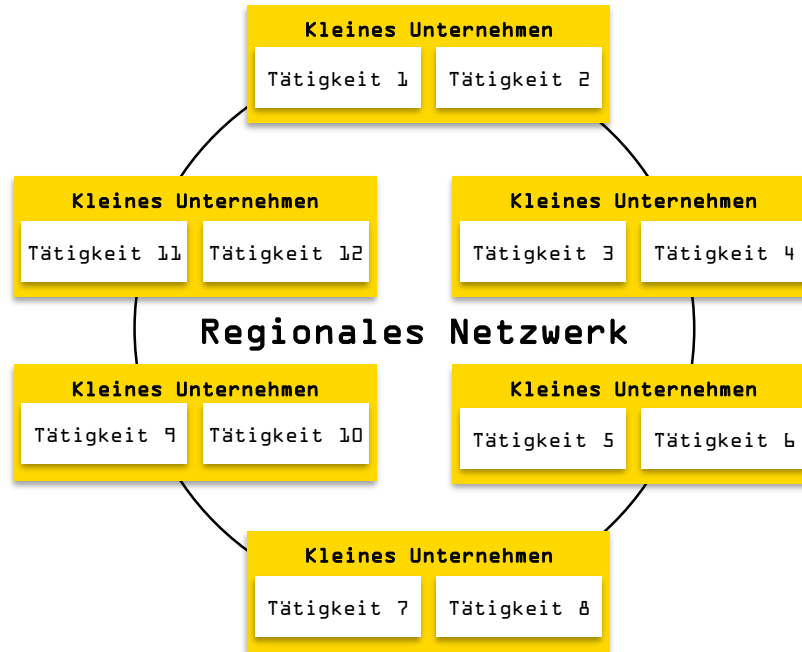 Kleines Unternehmen
Tätigkeit 1 Tätigkeit 2
Kleines Unternehmen
Tätigkeit 11 Tätigkeit 12
Kleines Unternehmen
Tätigkeit 3 Tätigkeit 4
Regionales Netzwerk
Kleines Unternehmen
Tätigkeit 9 Tätigkeit 10
Kleines Unternehmen
Tätigkeit 5 Tätigkeit 6
Kleines Unternehmen
Tätigkeit 7 Tätigkeit 8